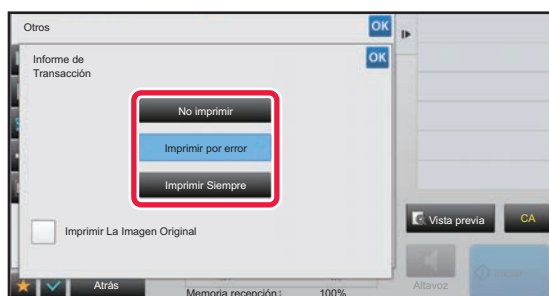 Otros
OK
Informe de
Transacción
OK
No imprimir
Imprimir por error
Imprimir Siempre
Imprimir La Imagen Original
Vista previa
CA
Atrás
Memoria recepción:
100%
Altavoz
Iniciar